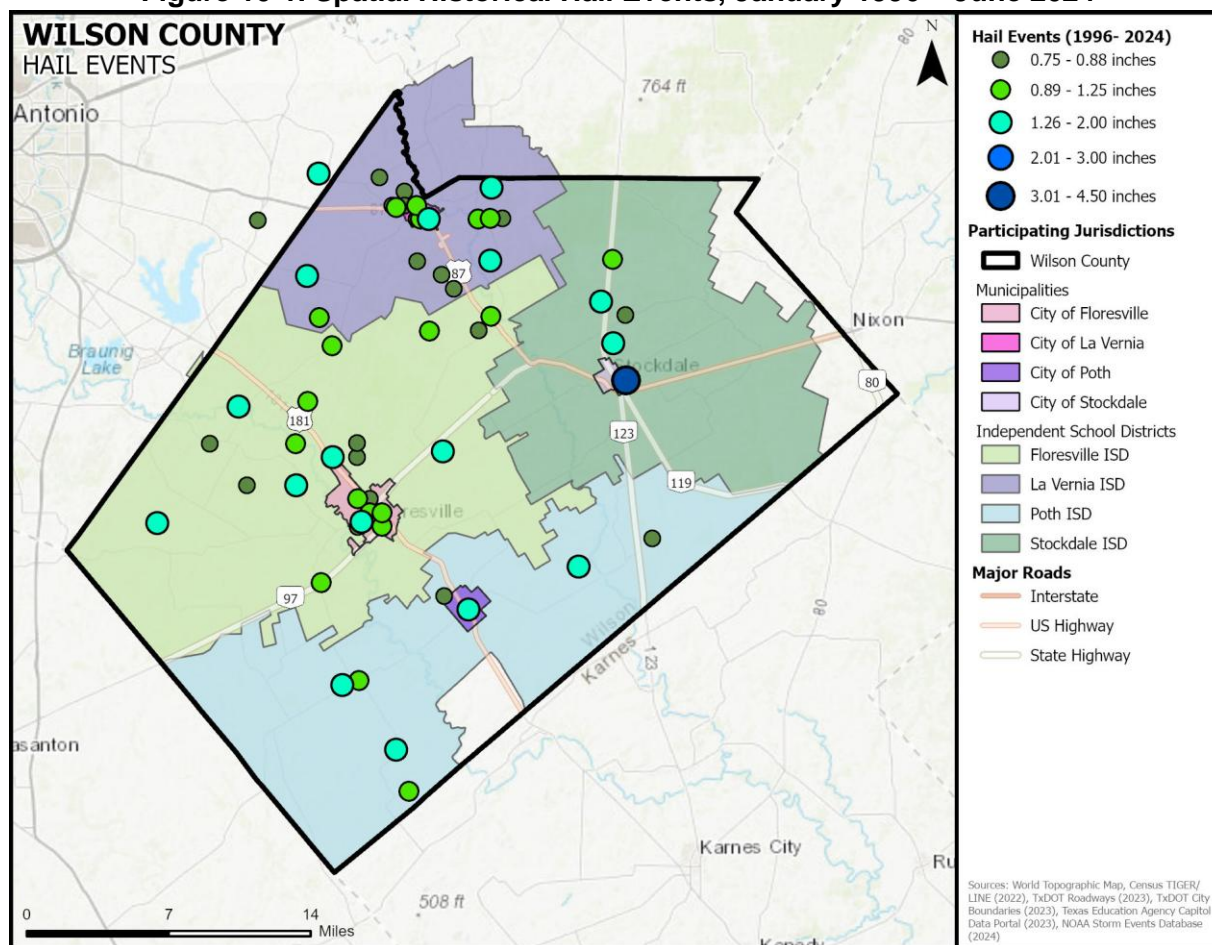 Figure Spatial Historical Hail Events, January 1996 – June 2024
WILSON COUNTY
HAIL EVENTS
N
80
Antonio
764 ft
87
Nixon
Braunig
Lake
tockdale
80
181
123
119
resville
97
Wilson
Karnes
123
80
asanton
Karnes City
Ru
508 ft
0 7 14
Miles
Hail Events (1996- 2024)
0.75 - 0.88 inches
0.89 - 1.25 inches
1.26 - 2.00 inches
2.01 - 3.00 inches
3.01 - 4.50 inches
Participating Jurisdictions
Wilson County
Municipalities
City of Floresville
City of La Vernia
City of Poth
City of Stockdale
Independent School Districts
Floresville ISD
La Vernia ISD
Poth ISD
Stockdale ISD
Major Roads
Interstate
US Highway
State Highway
Sources: World Topographic Map, Census TIGER/
LINE (2022), TxDOT Roadways (2023), TxDOT City
Boundaries (2023), Texas Education Agency Capitol
Data Portal (2023), NOAA Storm Events Database
(2024)